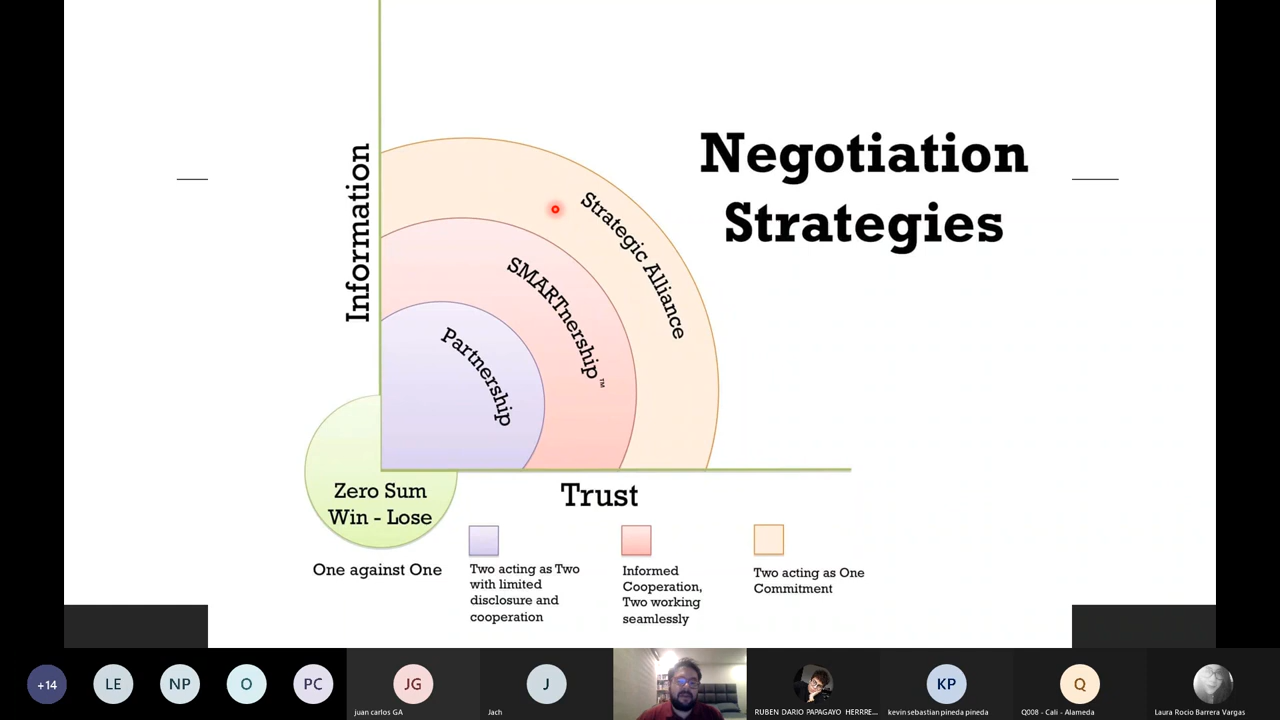 Negotiation
Strategies
Information
Strategic Alliance
SMARTnership™
Partnership
Zero Sum
Win - Lose
Trust
One against One
Two acting as Two
with limited
disclosure and
cooperation
Informed
Cooperation,
Two working
seamlessly
Two acting as One
Commitment
+14
LE
NP
O
PC
JG
juan carlos GA
J
Jach
RUBEN DARIO PAPAGAYO HERRRE...
KP
kevin sebastian pineda pineda
Q
Q008 - Cali - Alameda
Laura Rocio Barrera Vargas